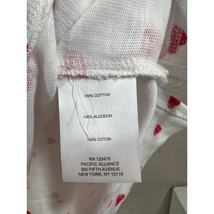 100% COTTON
100% ALGODON
100% COTON
RN 123475
PACIFIC ALLIANCE
350 FIFTH AVENUE
NEW YORK, NY 10118